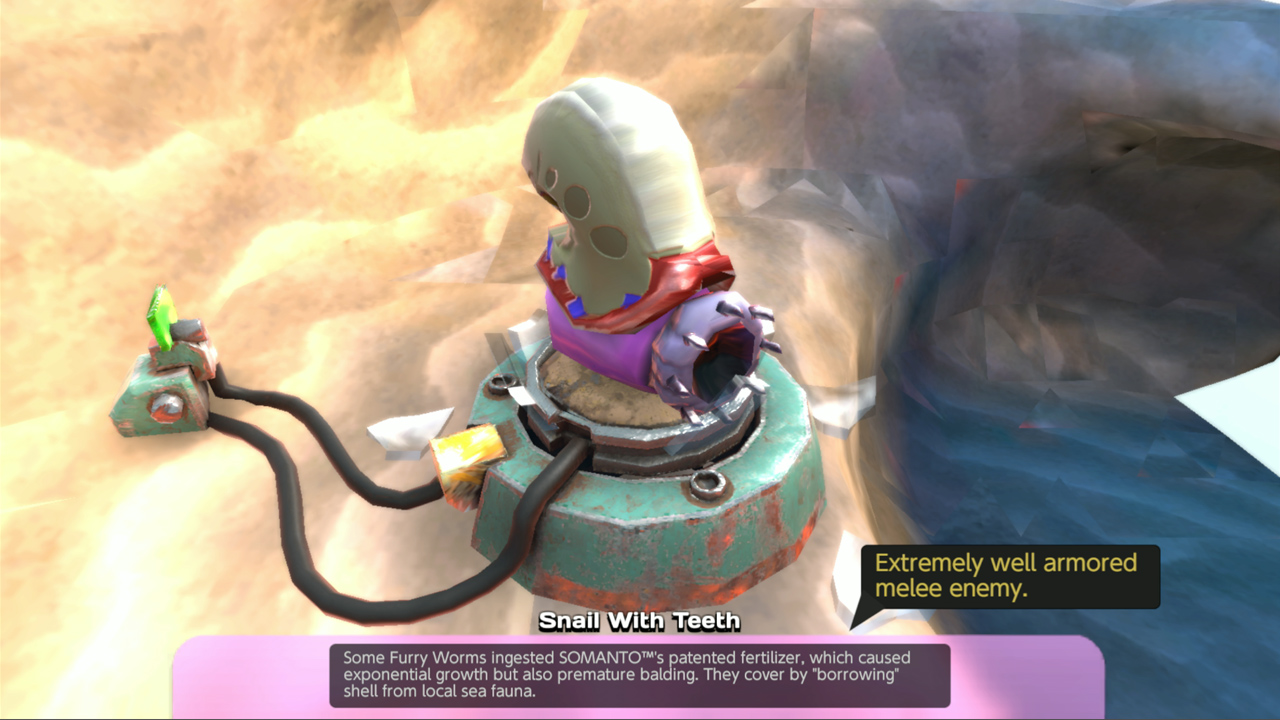 Extremely well armored
melee enemy.
Snail With Teeth
Some Furry Worms ingested SOMANTO™'s patented fertilizer, which caused
exponential growth but also premature balding. They cover by "borrowing"
shell from local sea fauna.